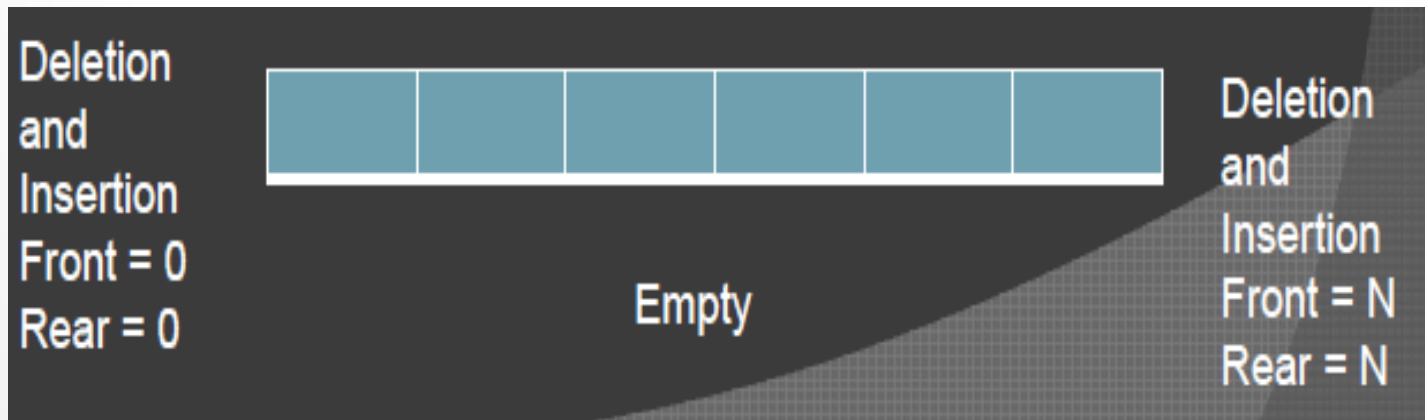 Deletion
and
Insertion
Front = 0
Rear = 0
Empty
Deletion
and
Insertion
Front = N
Rear = N